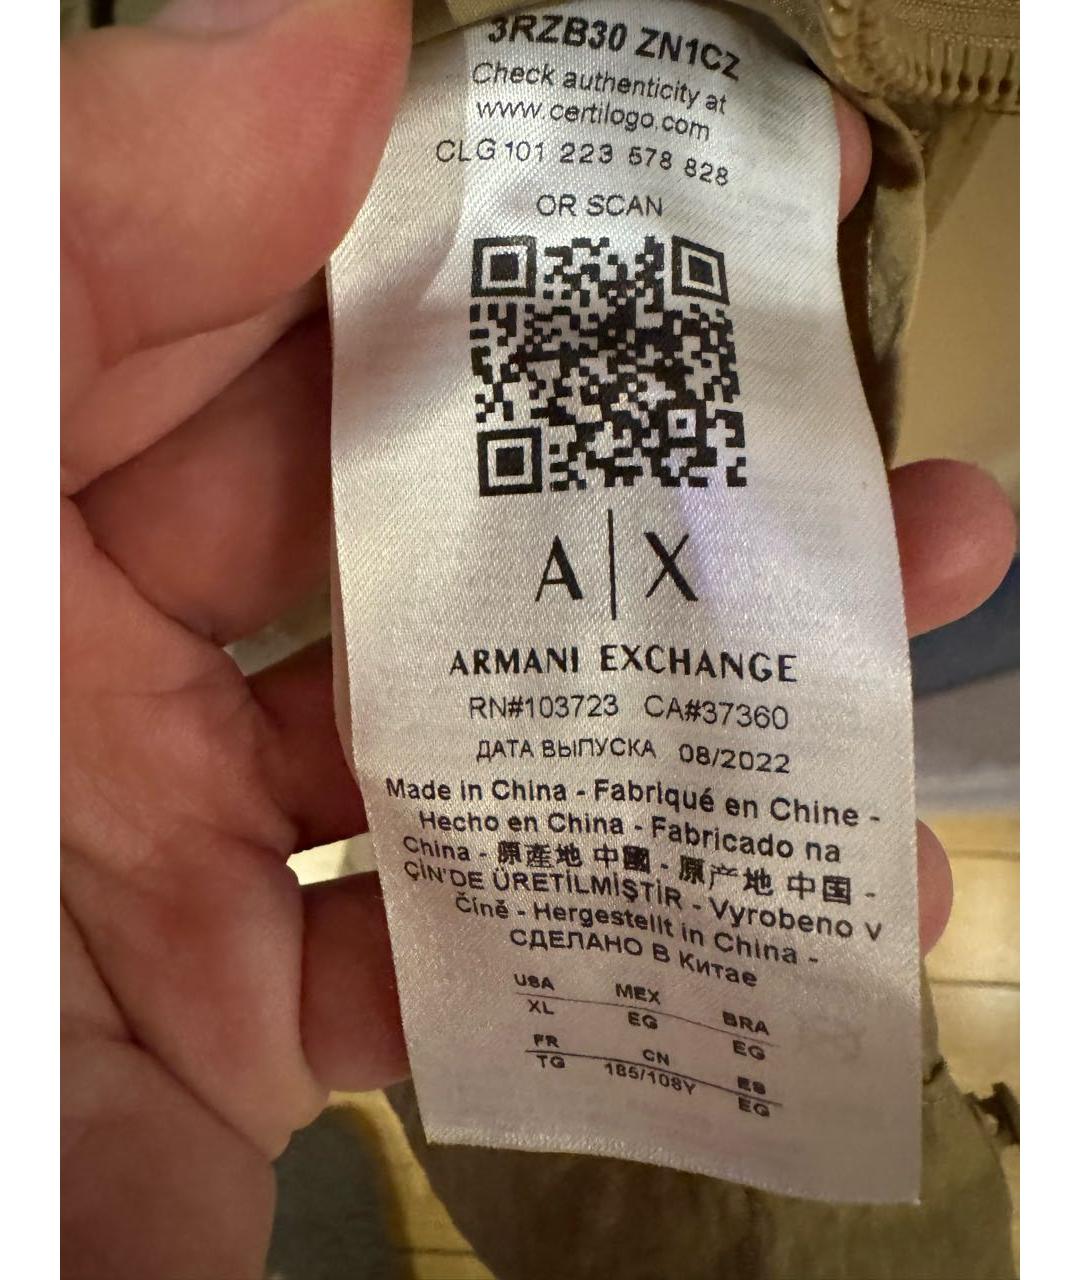 3RZB30 ZN1CZ
Check authenticity at
www.certilogo.com
CLG 101 223 578 828
OR SCAN
A|X
ARMANI EXCHANGE
RN#103723 CA#37360
ДАТА ВЫПУСКА 08/2022
Made in China - Fabriqué en Chine -
Hecho en China - Fabricado na
China - 原産地 中國 - 原产地 中国 -
ÇİN'DE ÜRETİLMİŞTİR - Vyrobeno v
Číně - Hergestellt in China -
СДЕЛАНО В Китае
USA MEX BRA
XL EG EG
FR CN ES
TG 185/108Y EG